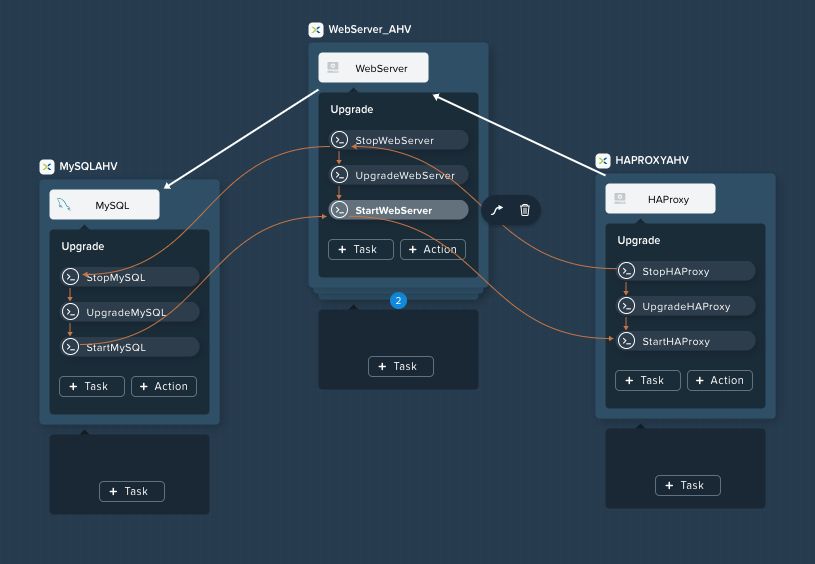 WebServer_AHV
WebServer
Upgrade
StopWebServer
UpgradeWebServer
StartWebServer
+ Task
+ Action
2
+ Task
MySQLAHV
MySQL
Upgrade
StopMySQL
UpgradeMySQL
StartMySQL
+ Task
+ Action
+ Task
HAPROXYAHV
HAProxy
Upgrade
StopHAProxy
UpgradeHAProxy
StartHAProxy
+ Task
+ Action
+ Task